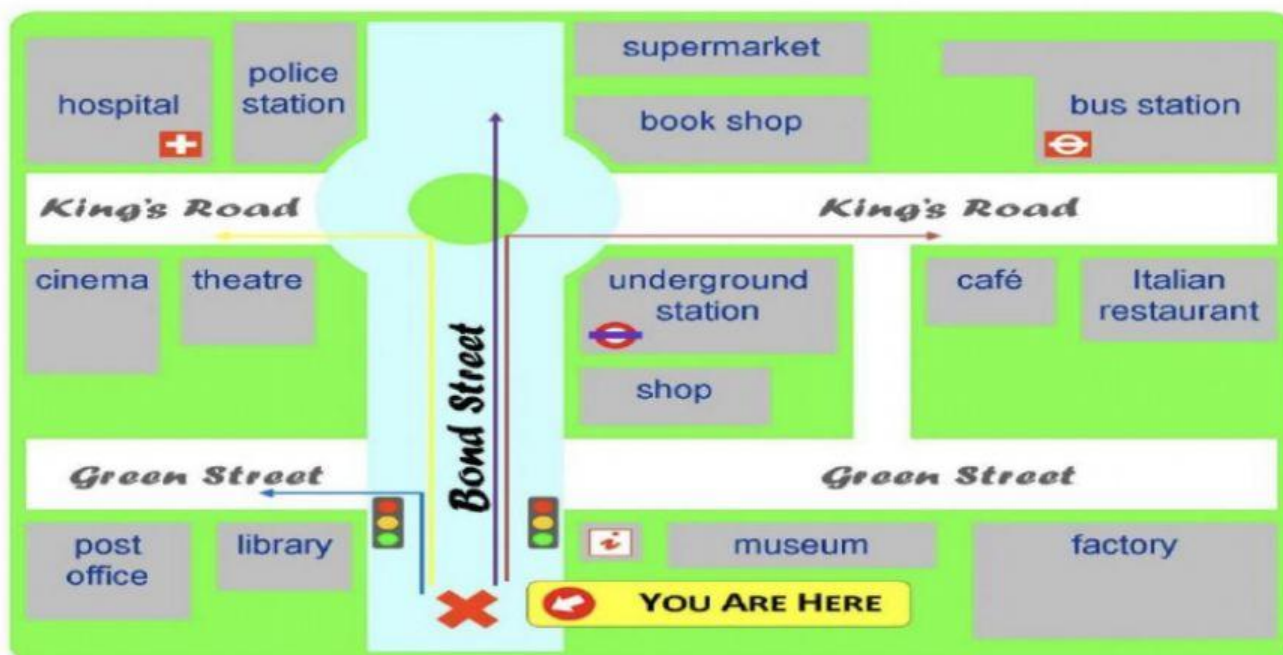 hospital
police
station
supermarket
book shop
bus station
King's Road
King's Road
cinema
theatre
underground
station
café
Italian
restaurant
shop
Bond Street
Green Street
Green Street
post
office
library
i
museum
factory
YOU ARE HERE